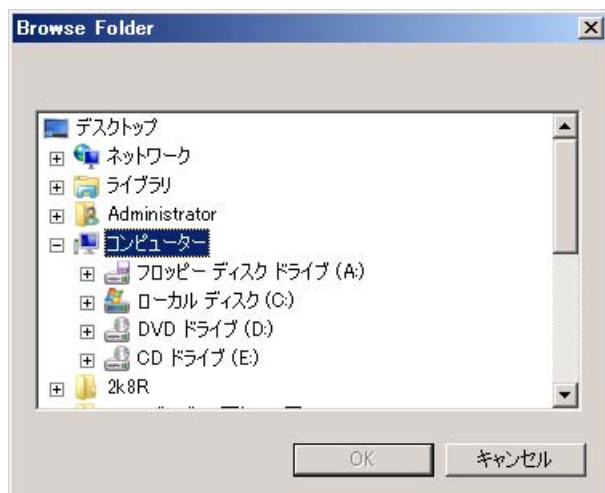 Browse Folder
デスクトップ
ネットワーク
ライブラリ
Administrator
コンピューター
フロッピー ディスク ドライブ (A:)
ローカル ディスク (C:)
DVD ドライブ (D:)
CD ドライブ (E:)
2k8R
OK
キャンセル